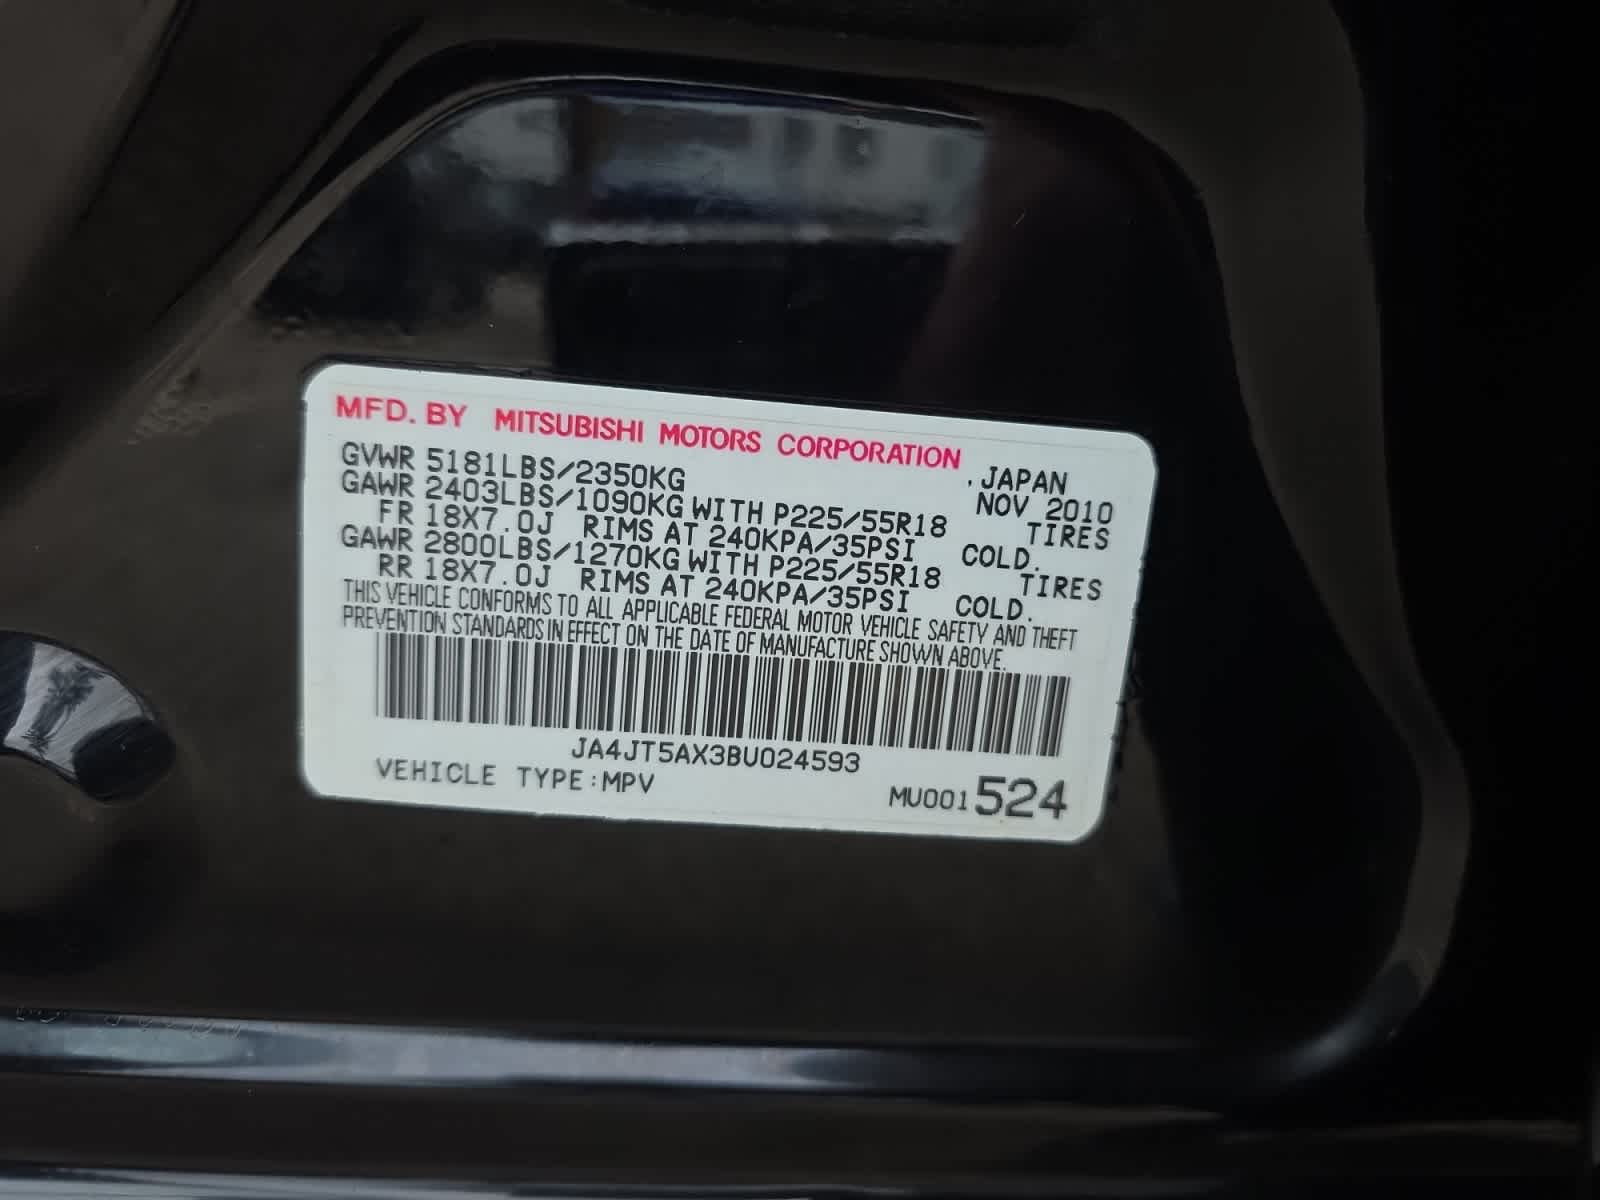 MFD. BY MITSUBISHI MOTORS CORPORATION JAPAN
GVWR 5181LBS/2350KG NOV 2010
GAWR 2403LBS/1090KG WITH P225/55R18 TIRES
FR 18X7.0J RIMS AT 240KPA/35PSI COLD.
GAWR 2800LBS/1270KG WITH P225/55R18 TIRES
RR 18X7.0J RIMS AT 240KPA/35PSI COLD.
THIS VEHICLE CONFORMS TO ALL APPLICABLE FEDERAL MOTOR VEHICLE SAFETY AND THEFT
PREVENTION STANDARDS IN EFFECT ON THE DATE OF MANUFACTURE SHOWN ABOVE.
JA4JT5AX3BU024593
VEHICLE TYPE:MPV MU001524